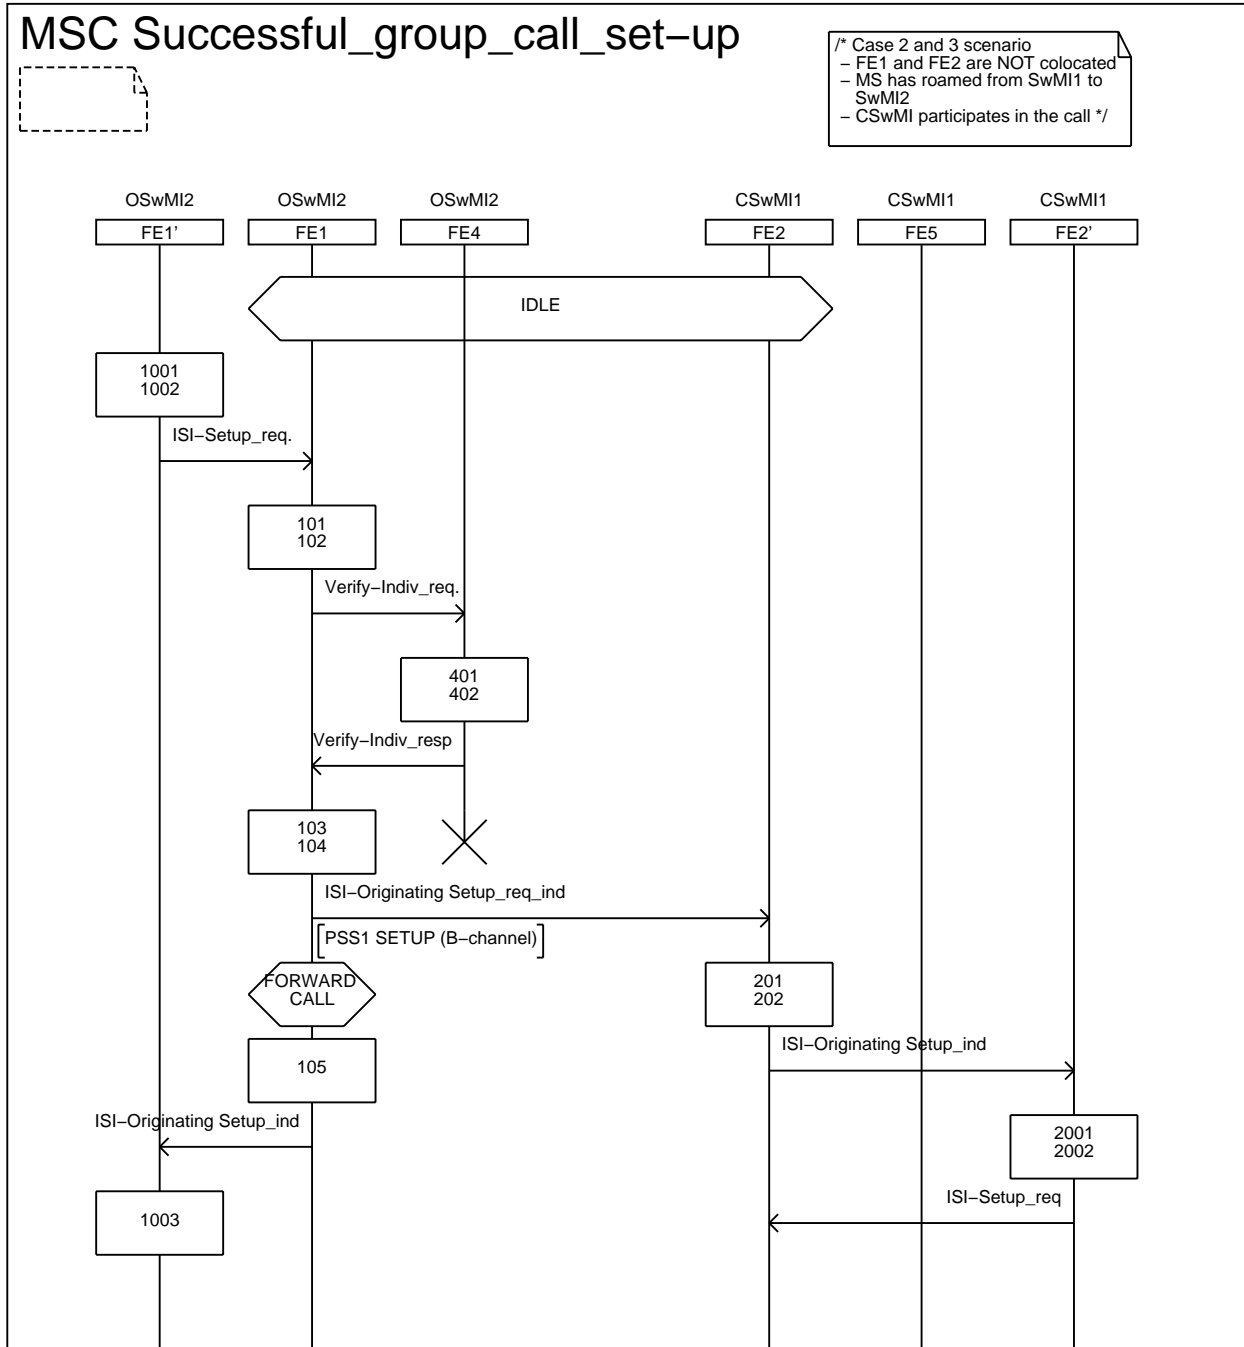 MSC Successful_group_call_set−up
/* Case 2 and 3 scenario
− FE1 and FE2 are NOT colocated
− MS has roamed from SwMI1 to
SwMI2
− CSwMI participates in the call */
OSwMI2 OSwMI2 OSwMI2 CSwMI1 CSwMI1 CSwMI1
FE1' FE1 FE4 FE2 FE5 FE2'
IDLE
1001
1002
ISI−Setup_req.
101
102
Verify−Indiv_req.
401
402
Verify−Indiv_resp
103
104
ISI−Originating Setup_req_ind
PSS1 SETUP (B−channel)
FORWARD
CALL
201
202
ISI−Originating Setup_ind
105
ISI−Originating Setup_ind
2001
2002
ISI−Setup_req
1003